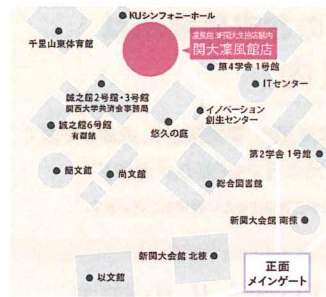 KUシンフォニーホール
千里山東体育館
凜風館 新関大生協店舗内
関大凜風館店
第4学舎 1号館
ITセンター
誠之館2号館・3号館
関西大学共済会事務局
イノベーション
創生センター
誠之館6号館
有鄰館
悠久の庭
第2学舎 1号館
簡文館
尚文館
総合図書館
新関大会館 南棟
新関大会館 北棟
以文館
正面
メインゲート